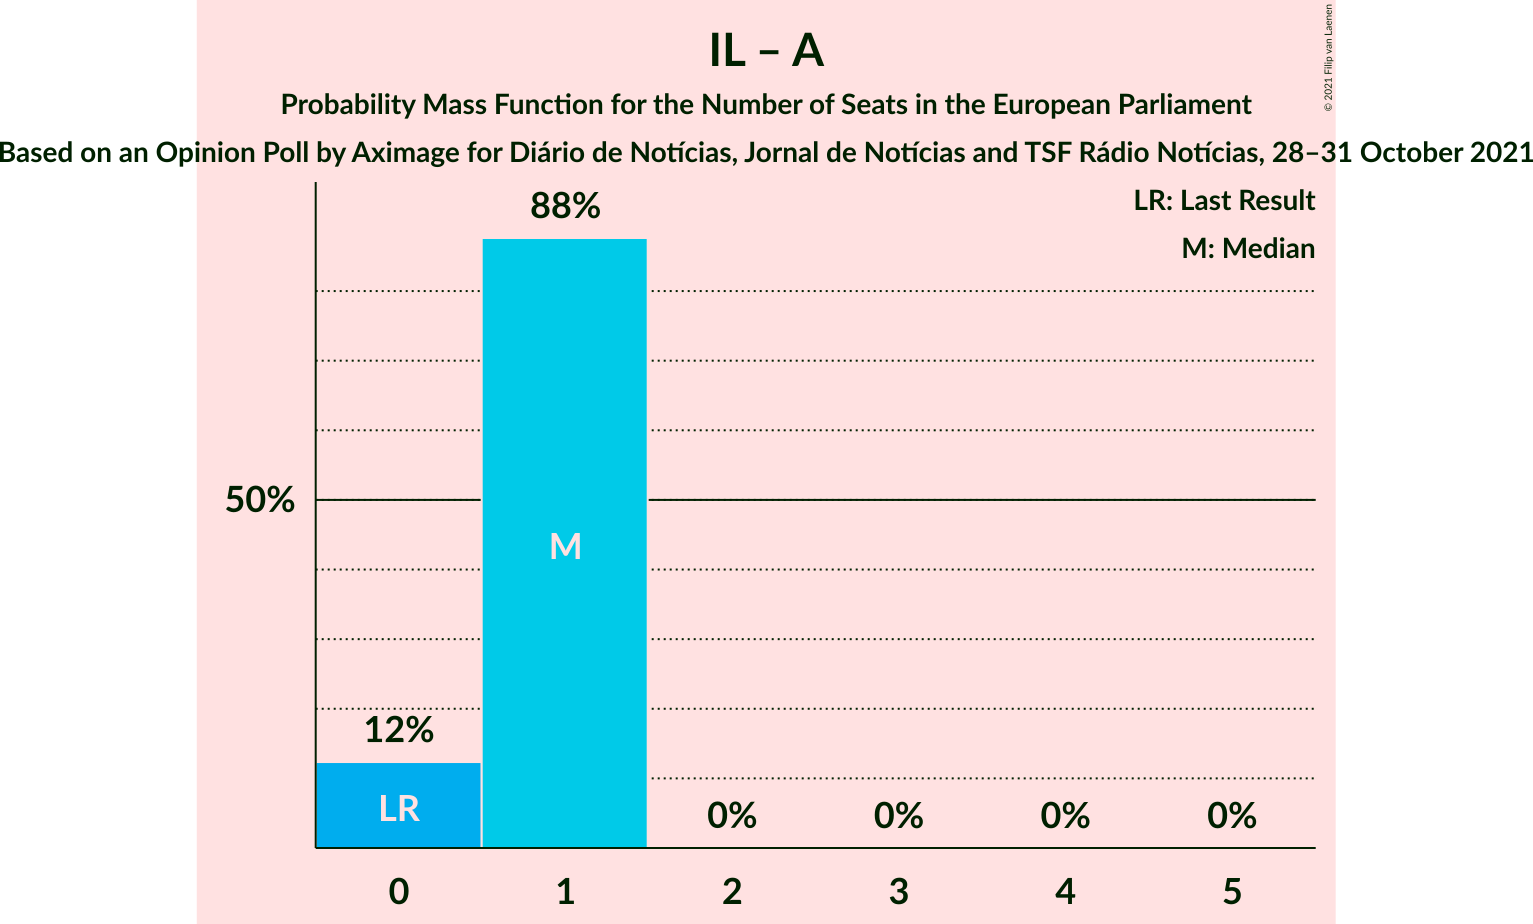 IL – A
Probability Mass Function for the Number of Seats in the European Parliament
Based on an Opinion Poll by Aximage for Diário de Notícias, Jornal de Notícias and TSF Rádio Notícias, 28–31 October 2021
© 2021 Filip van Laenen
LR: Last Result
M: Median
88%
50%
M
12%
LR
0% 0% 0% 0%
0 1 2 3 4 5